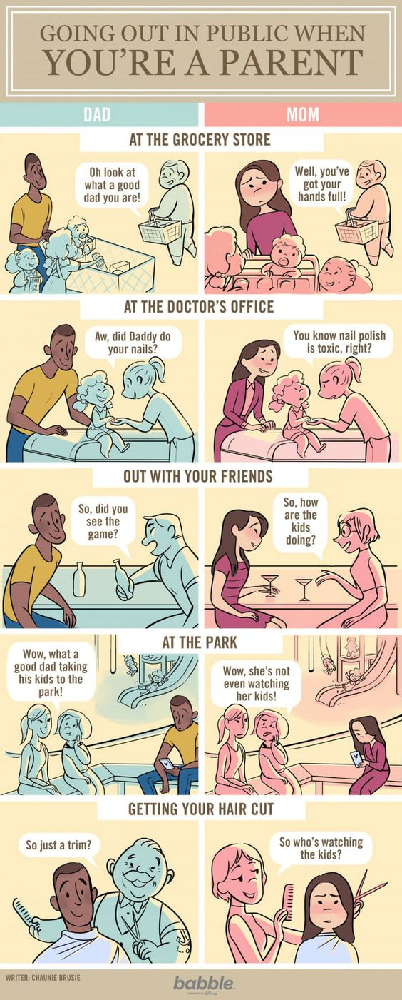 GOING OUT IN PUBLIC WHEN
YOU'RE A PARENT
DAD
MOM
AT THE GROCERY STORE
Oh look at
what a good
dad you are!
Well, you've
got your
hands full!
AT THE DOCTOR'S OFFICE
Aw, did Daddy do
your nails?
You know nail polish
is toxic, right?
OUT WITH YOUR FRIENDS
So, did you
see the
game?
So, how
are the
kids
doing?
AT THE PARK
Wow, what a
good dad taking
his kids to the
park!
Wow, she's not
even watching
her kids!
GETTING YOUR HAIR CUT
So just a trim?
So who's watching
the kids?
WRITER: CHAUNIE BRUSIE
babble
COURTESY OF Disney